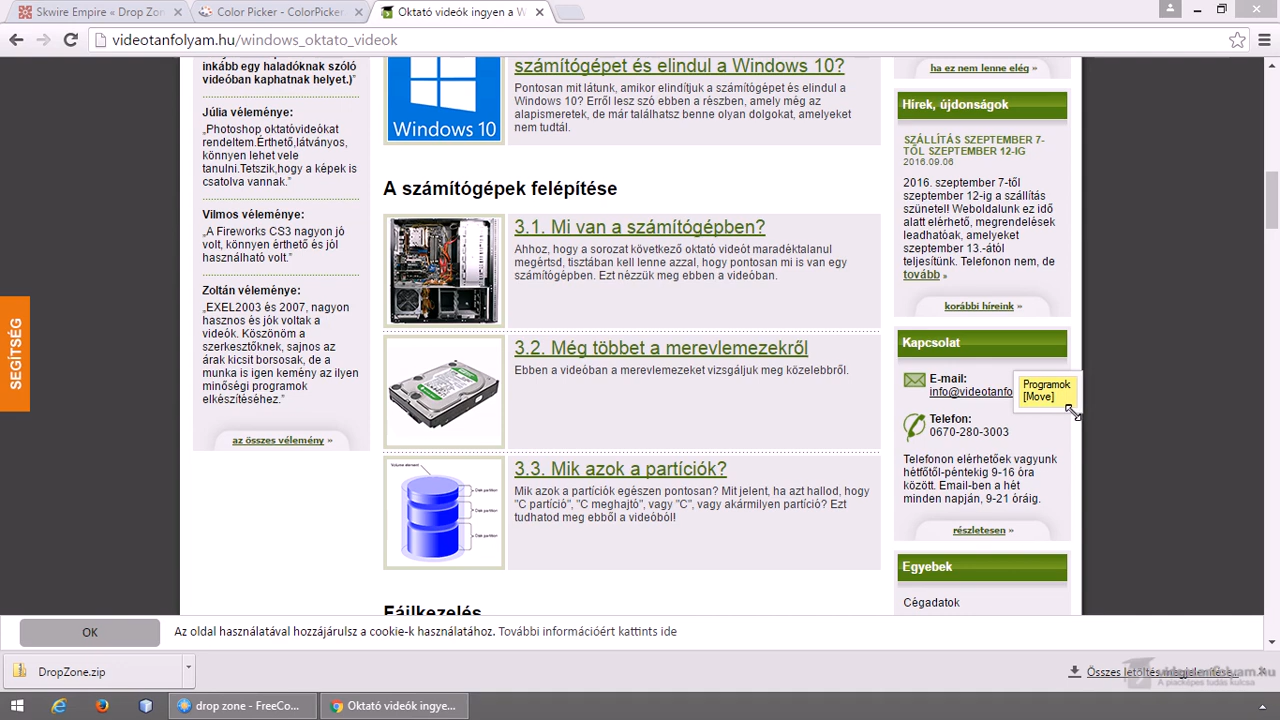 Skwire Empire « Drop Zon
Color Picker - ColorPicker
Oktató videók ingyen a W
videotanfolyam.hu/windows_oktato_videok
inkább egy haladóknak szóló
videóban kaptnak helyet.)”
Júlia véleménye:
„Photoshop oktatóvideókat
rendeltem.Érthető,látványos,
könnyen lehet vele
tanulni.Tetszik,hogy a képek is
csatolva vannak.”
Vilmos véleménye:
„A Fireworks CS3 nagyon jó
volt, könnyen érthető és jól
használható volt.”
Zoltán véleménye:
„EXEL2003 és 2007, nagyon
hasznos és jók voltak a
videók. Köszönöm a
szerkesztőknek, sajnos az
árak kicsit borsosak, de a
munka is igen kemény az ilyen
minőségi programok
elkészítéséhez.”
az összes vélemény »
SEGÍTSÉG
Windows 10
számítógépet és elindul a Windows 10?
Pontosan mit látunk, amikor elindítjuk a számítógépet és elindul a
Windows 10? Erről lesz szó ebben a részben, amely még az
alapismeretek, de már találhatsz benne olyan dolgokat, amelyeket
nem tudtál.
A számítógépek felépítése
3.1. Mi van a számítógépben?
Ahhoz, hogy a sorozat következő oktató videót maradéktalanul
megértsd, tisztában kell lenne azzal, hogy pontosan mi is van egy
számítógépben. Ezt nézzük meg ebben a videóban.
3.2. Még többet a merevlemezekről
Ebben a videóban a merevlemezeket vizsgáljuk meg közelebbről.
3.3. Mik azok a partíciók?
Mik azok a partíciók egészen pontosan? Mit jelent, ha azt hallod, hogy
"C partíció", "C meghajtó", vagy "C", vagy akármilyen partíció? Ezt
tudhatod meg ebből a videóból!
Fájlkezelés
ha ez nem lenne elég »
Hírek, újdonságok
SZÁLLÍTÁS SZEPTEMBER 7-
TŐL SZEPTEMBER 12-IG
2016.09.06
2016. szeptember 7-től
szeptember 12-ig a szállítás
szünetel! Weboldalunk ez idő
alatt elérhető, megrendelések
leadhatóak, amelyeket
szeptember 13.-ától
teljesítünk. Telefonon nem, de
tovább »
korábbi híreink »
Kapcsolat
E-mail:
info@videotanfo
Programok
[Move]
Telefon:
0670-280-3003
Telefonon elérhetőek vagyunk
hétfőtől-péntekig 9-16 óra
között. Email-ben a hét
minden napján, 9-21 óráig.
részletesen »
Egyebek
Cégadatok
OK
Az oldal használatával hozzájárulsz a cookie-k használatához. További információért kattints ide
DropZone.zip
Összes letöltés megjelenítése...
drop zone - FreeCo...
Oktató videók ingye...